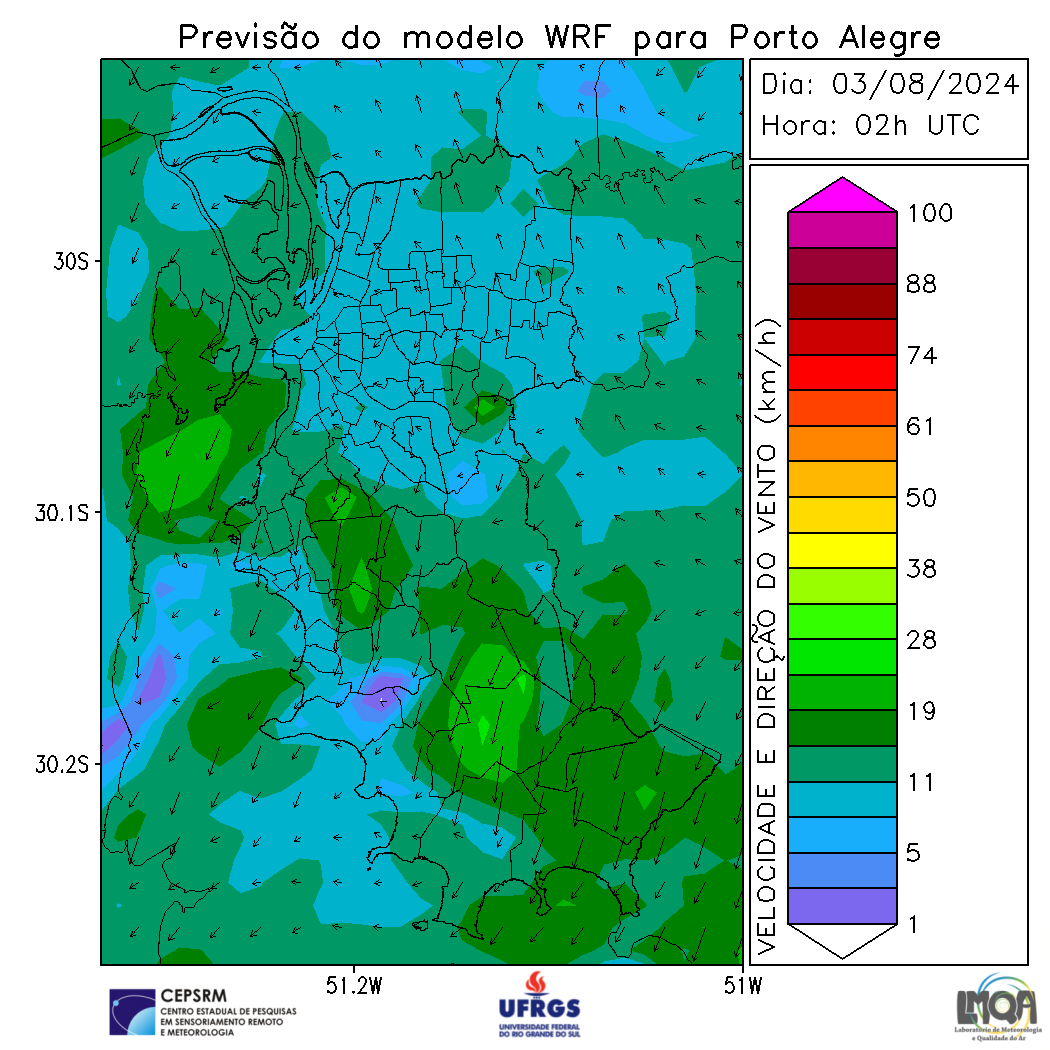 Previsão do modelo WRF para Porto Alegre
Dia: 03/08/2024
Hora: 02h UTC
30S
30.1S
30.2S
51.2W
51W
VELOCIDADE E DIREÇÃO DO VENTO (km/h)
100
88
74
61
50
38
28
19
11
5
1
CEPSRM
CENTRO ESTADUAL DE PESQUISAS
EM SENSORIAMENTO REMOTO
E METEOROLOGIA
UFRGS
UNIVERSIDADE FEDERAL
DO RIO GRANDE DO SUL
LMQA
Laboratório de Meteorologia
e Qualidade do Ar